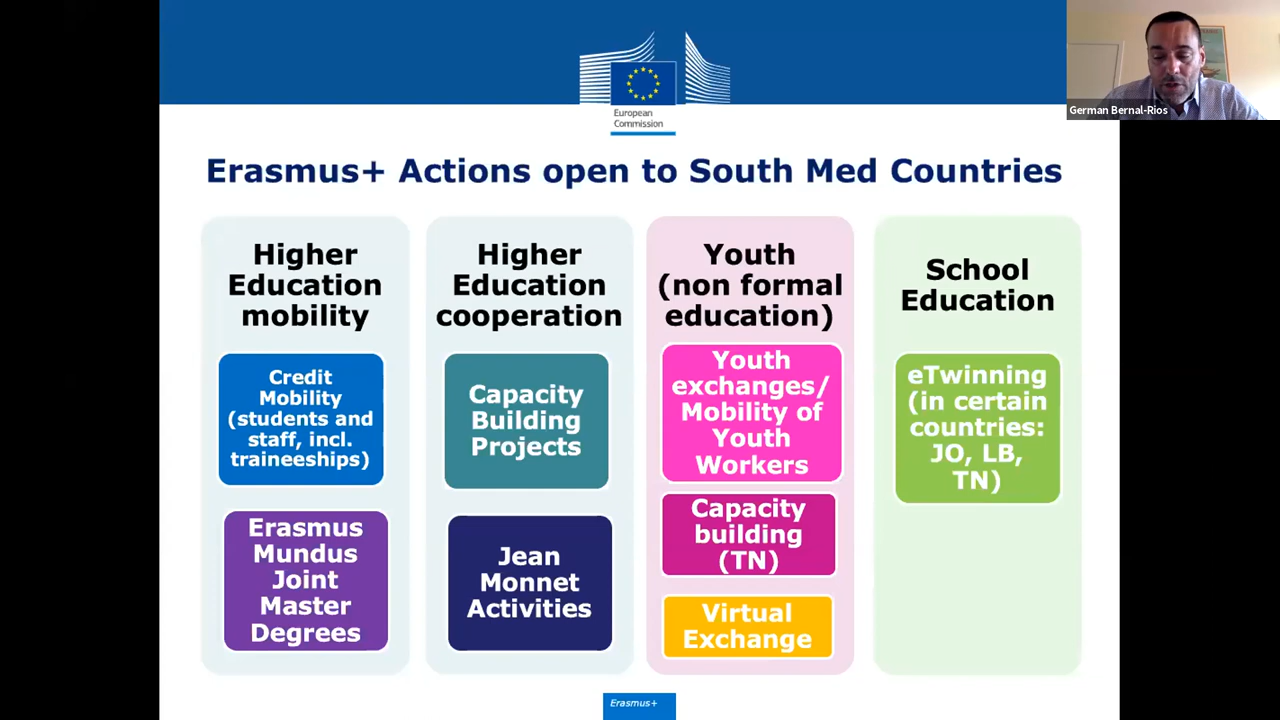 European
Commission
German Bernal-Rios
Erasmus+ Actions open to South Med Countries
Higher
Education
mobility
Credit
Mobility
(students and
staff, incl.
traineeships)
Erasmus
Mundus
Joint
Master
Degrees
Higher
Education
cooperation
Capacity
Building
Projects
Jean
Monnet
Activities
Youth
(non formal
education)
Youth
exchanges/
Mobility of
Youth
Workers
Capacity
building
(TN)
Virtual
Exchange
School
Education
eTwinning
(in certain
countries:
JO, LB,
TN)
Erasmus+